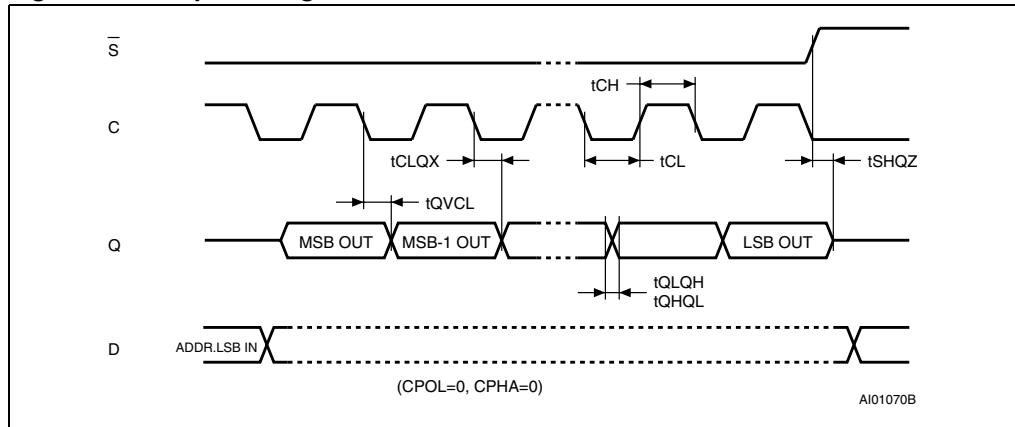 S
tCH
C
tCLQX
tCL
tSHQZ
tQVCL
Q
MSB OUT
MSB-1 OUT
LSB OUT
tQLQH
tQHQL
D
ADDR.LSB IN
(CPOL=0, CPHA=0)
AI01070B